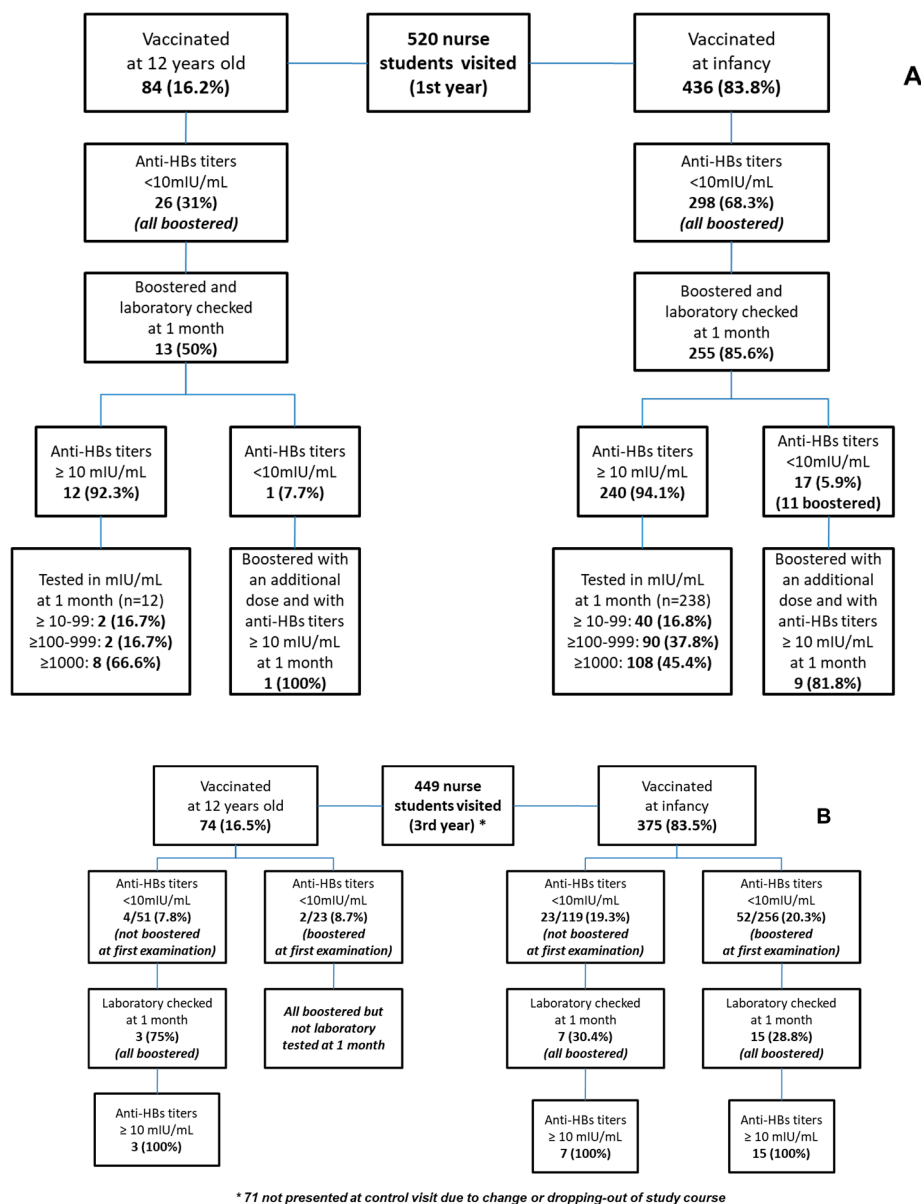 Vaccinated
at 12 years old
84 (16.2%)
520 nurse
students visited
(1st year)
Vaccinated
at infancy
436 (83.8%)
A
Anti-HBs titers
<10mIU/mL
26 (31%)
(all boostered)
Anti-HBs titers
<10mIU/mL
298 (68.3%)
(all boostered)
Boostered and
laboratory checked
at 1 month
13 (50%)
Boostered and
laboratory checked
at 1 month
255 (85.6%)
Anti-HBs titers
≥ 10 mIU/mL
12 (92.3%)
Anti-HBs titers
<10mIU/mL
1 (7.7%)
Anti-HBs titers
≥ 10 mIU/mL
240 (94.1%)
Anti-HBs titers
<10mIU/mL
17 (5.9%)
(11 boostered)
Tested in mIU/mL
at 1 month (n=12)
≥ 10-99: 2 (16.7%)
≥100-999: 2 (16.7%)
≥1000: 8 (66.6%)
Boostered with
an additional
dose and with
anti-HBs titers
≥ 10 mIU/mL
at 1 month
1 (100%)
Tested in mIU/mL
at 1 month (n=238)
≥ 10-99: 40 (16.8%)
≥100-999: 90 (37.8%)
≥1000: 108 (45.4%)
Boostered with
an additional
dose and with
anti-HBs titers
≥ 10 mIU/mL
at 1 month
9 (81.8%)
Vaccinated
at 12 years old
74 (16.5%)
449 nurse
students visited
(3rd year) *
Vaccinated
at infancy
375 (83.5%)
B
Anti-HBs titers
<10mIU/mL
4/51 (7.8%)
(not boostered
at first examination)
Anti-HBs titers
<10mIU/mL
2/23 (8.7%)
(boostered
at first examination)
Anti-HBs titers
<10mIU/mL
23/119 (19.3%)
(not boostered
at first examination)
Anti-HBs titers
<10mIU/mL
52/256 (20.3%)
(boostered
at first examination)
Laboratory checked
at 1 month
3 (75%)
(all boostered)
All boostered but
not laboratory
tested at 1 month
Laboratory checked
at 1 month
7 (30.4%)
(all boostered)
Laboratory checked
at 1 month
15 (28.8%)
(all boostered)
Anti-HBs titers
≥ 10 mIU/mL
3 (100%)
Anti-HBs titers
≥ 10 mIU/mL
7 (100%)
Anti-HBs titers
≥ 10 mIU/mL
15 (100%)
* 71 not presented at control visit due to change or dropping-out of study course